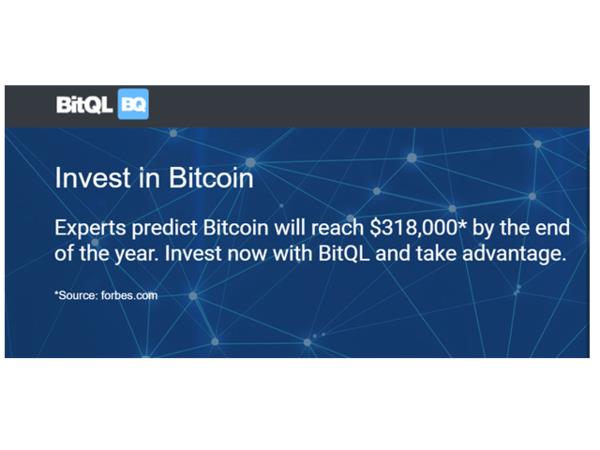 BitQL BQ
Invest in Bitcoin
Experts predict Bitcoin will reach $318,000* by the end
of the year. Invest now with BitQL and take advantage.
*Source: forbes.com